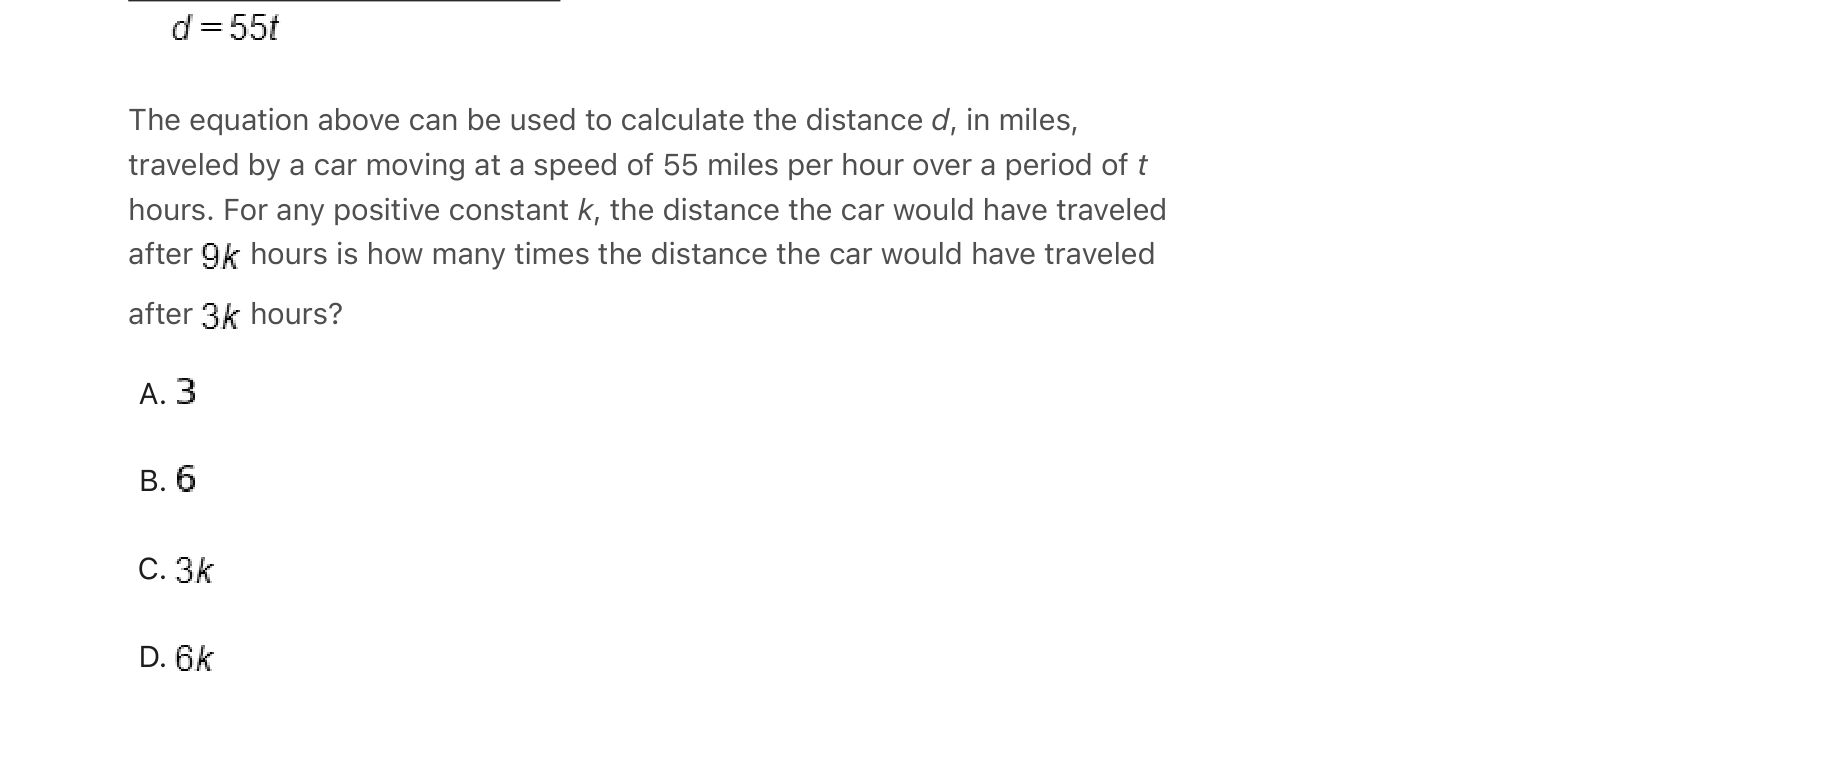 d = 55t
The equation above can be used to calculate the distance d, in miles,
traveled by a car moving at a speed of 55 miles per hour over a period of t
hours. For any positive constant k, the distance the car would have traveled
after 9k hours is how many times the distance the car would have traveled
after 3k hours?
A. 3
B. 6
C. 3k
D. 6k